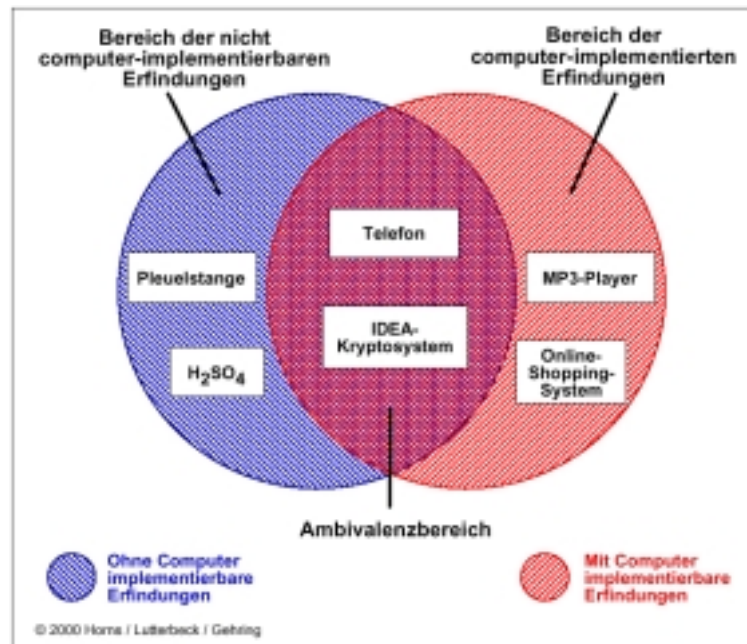 Bereich der nicht
computer-implementierbaren
Erfindungen
Bereich der
computer-implementierten
Erfindungen
Telefon
Pleuelstange
MP3-Player
IDEA-
Kryptosystem
H₂SO₄
Online-
Shopping-
System
Ambivalenzbereich
Ohne Computer
implementierbare
Erfindungen
Mit Computer
implementierbare
Erfindungen
© 2000 Horns / Lutterbeck / Gehring